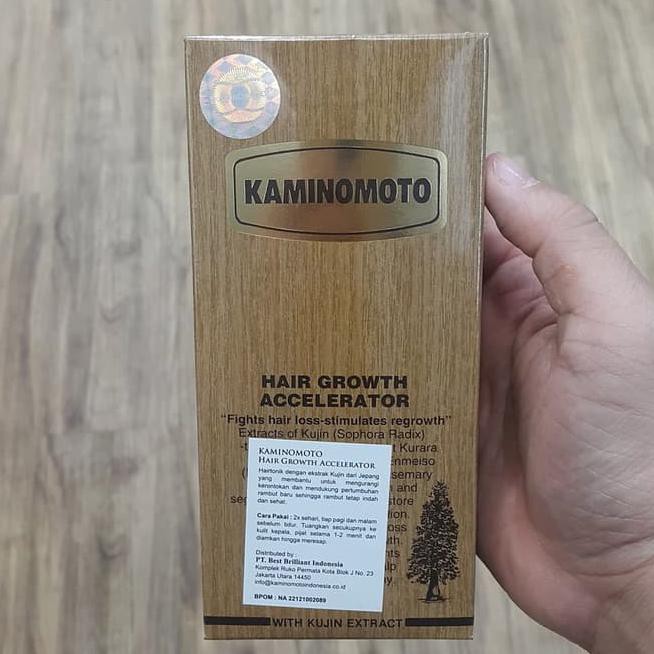 KAMINOMOTO
HAIR GROWTH
ACCELERATOR
"Fights hair loss-stimulates regrowth"
Extracts of Kujin (Sophora Radix)
Kurara
Enmeiso
and
KAMINOMOTO
HAIR GROWTH ACCELERATOR
Hairtonik dengan ekstrak Kujin dari Jepang
yang membantu untuk mengurangi
kerontokan dan mendukung pertumbuhan
rambut baru sehingga rambut tetap indah
dan sehat.
Cara Pakai : 2x sehari, tiap pagi dan malam
sebelum tidur. Tuangkan secukupnya ke
kulit kepala, pijat selama 1-2 menit dan
diamkan hingga meresap.
Distributed by :
PT. Best Brilliant Indonesia
Komplek Ruko Permata Kota Blok J No. 23
Jakarta Utara 14450
info@kaminomotoindonesia.co.id
BPOM : NA 22121002089
WITH KUJIN EXTRACT